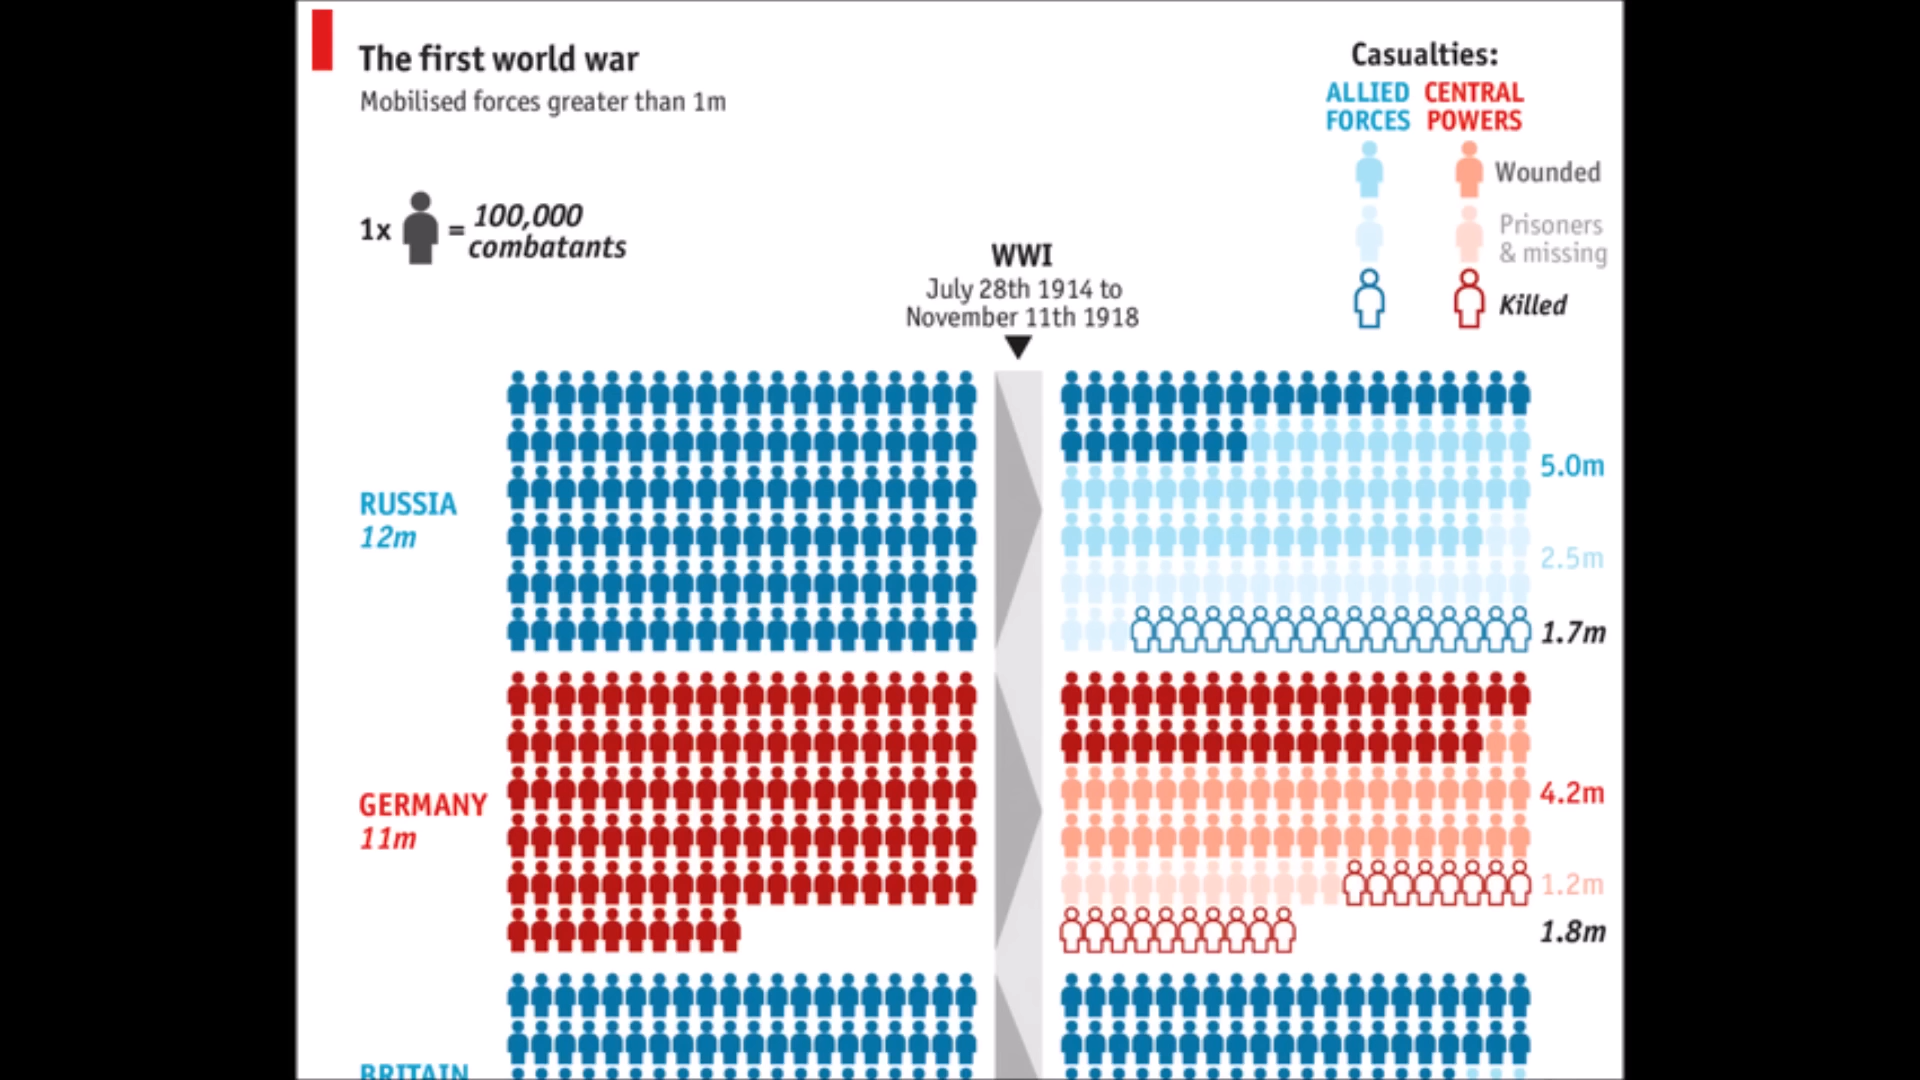 The first world war
Mobilised forces greater than 1m
1x = 100,000
combatants
Casualties:
ALLIED FORCES
CENTRAL POWERS
Wounded
Prisoners
& missing
Killed
WWI
July 28th 1914 to
November 11th 1918
RUSSIA
12m
5.0m
2.5m
1.7m
GERMANY
11m
4.2m
1.2m
1.8m
BRITAIN